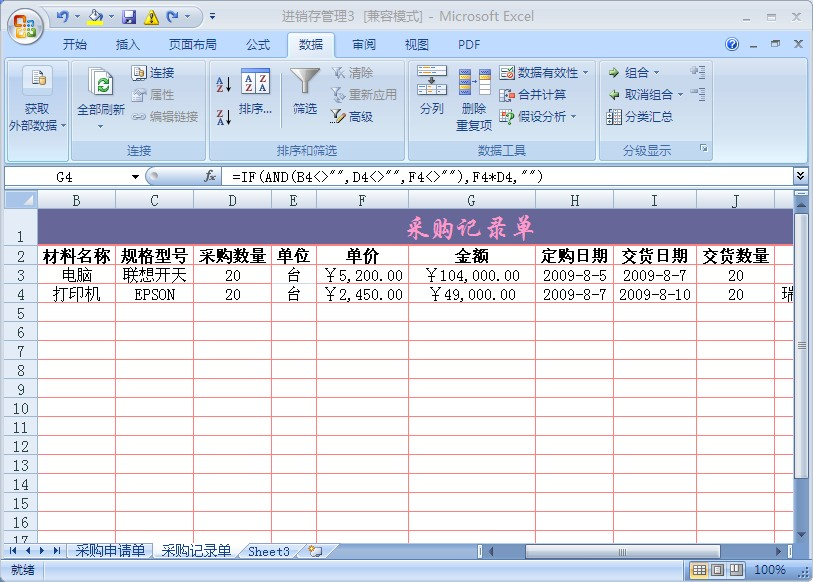 进销存管理3 [兼容模式] - Microsoft Excel
开始 插入 页面布局 公式 数据 审阅 视图 PDF
获取
外部数据
全部刷新
连接
属性
编辑链接
连接
排序...
筛选
清除
重新应用
高级
排序和筛选
分列
删除
重复项
数据有效性
合并计算
假设分析
数据工具
组合
取消组合
分类汇总
分级显示
G4 fx =IF(AND(B4<>"",D4<>"",F4<>""),F4*D4,"")
B C D E F G H I J
1 采购记录单
2 材料名称 规格型号 采购数量 单位 单价 金额 定购日期 交货日期 交货数量
3 电脑 联想开天 20 台 ￥5,200.00 ￥104,000.00 2009-8-5 2009-8-7 20
4 打印机 EPSON 20 台 ￥2,450.00 ￥49,000.00 2009-8-7 2009-8-10 20 瑞
5
6
7
8
9
10
11
12
13
14
15
16
17
采购申请单 采购记录单 Sheet3
就绪 100%